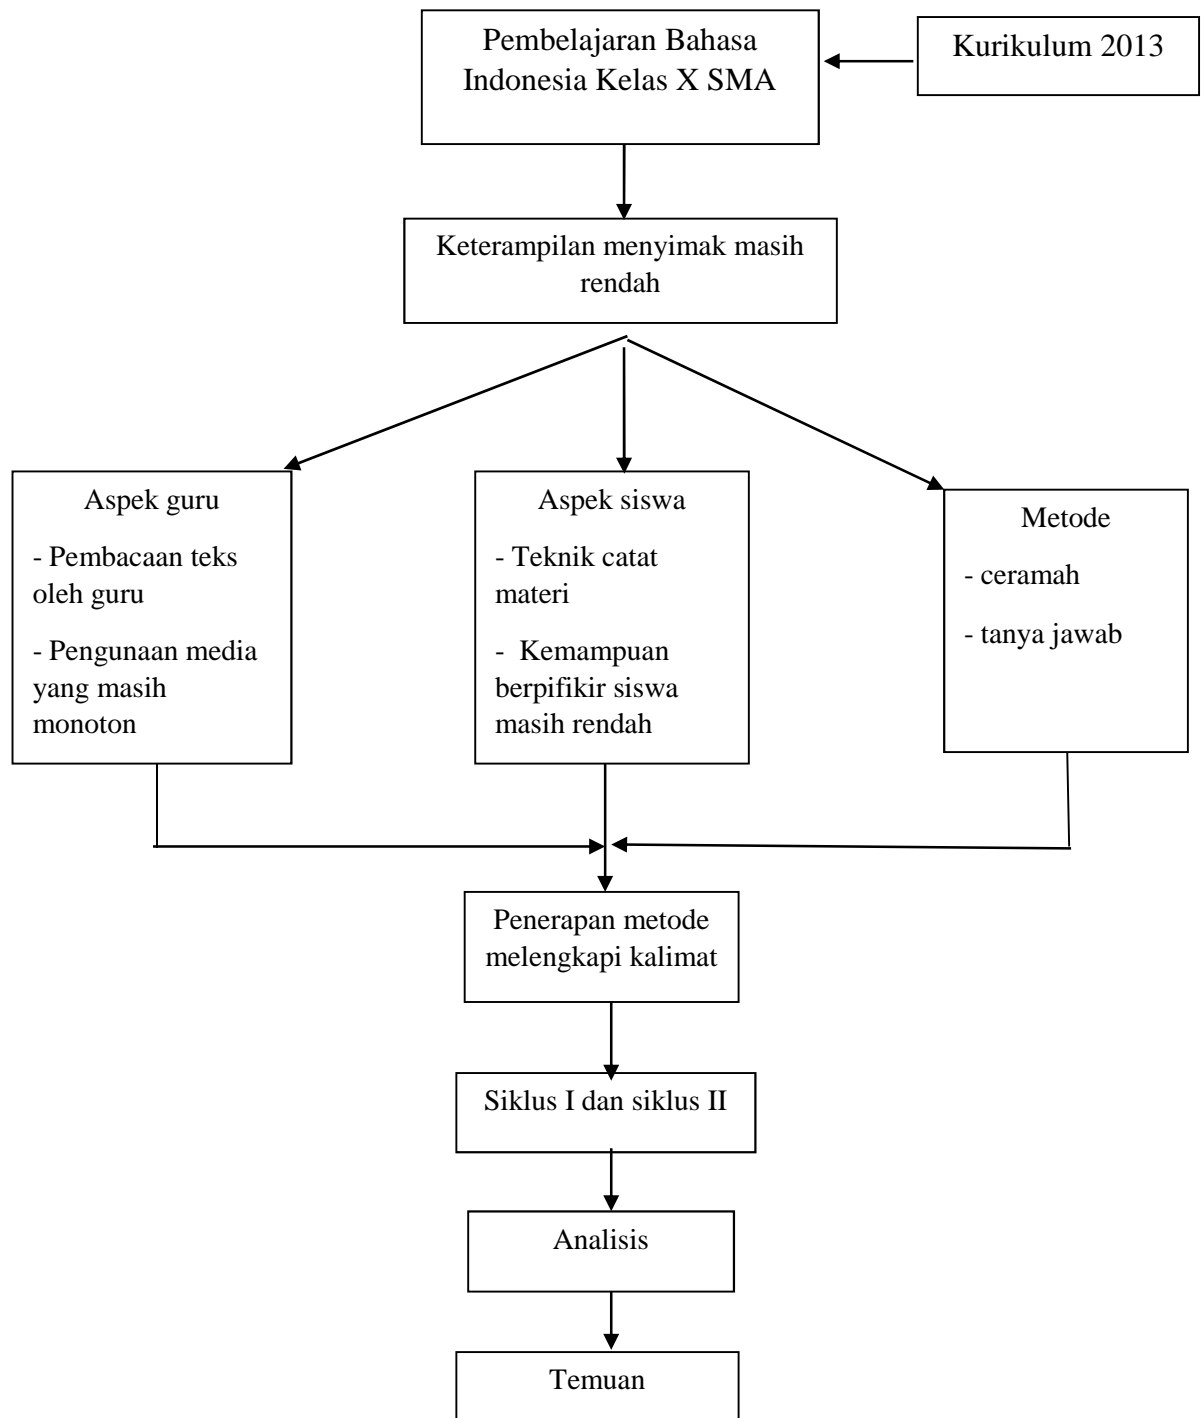 Pembelajaran Bahasa
Indonesia Kelas X SMA
Kurikulum 2013
Keterampilan menyimak masih
rendah
Aspek guru
- Pembacaan teks
oleh guru
- Pengunaan media
yang masih
monoton
Aspek siswa
- Teknik catat
materi
- Kemampuan
berpifikir siswa
masih rendah
Metode
- ceramah
- tanya jawab
Penerapan metode
melengkapi kalimat
Siklus I dan siklus II
Analisis
Temuan